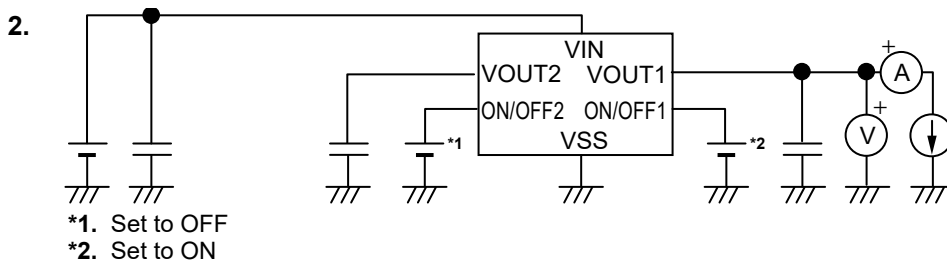 2.
VIN
VOUT2 VOUT1
ON/OFF2 ON/OFF1
VSS
*1
*2
+
A
+
V
*1. Set to OFF
*2. Set to ON